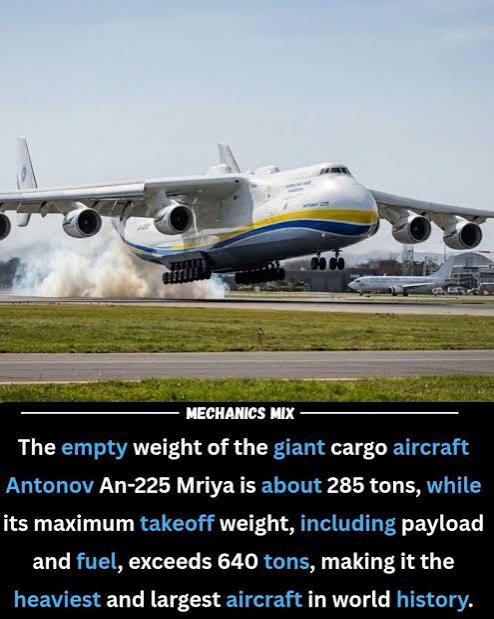 MECHANICS MIX
The empty weight of the giant cargo aircraft
Antonov An-225 Mriya is about 285 tons, while
its maximum takeoff weight, including payload
and fuel, exceeds 640 tons, making it the
heaviest and largest aircraft in world history.